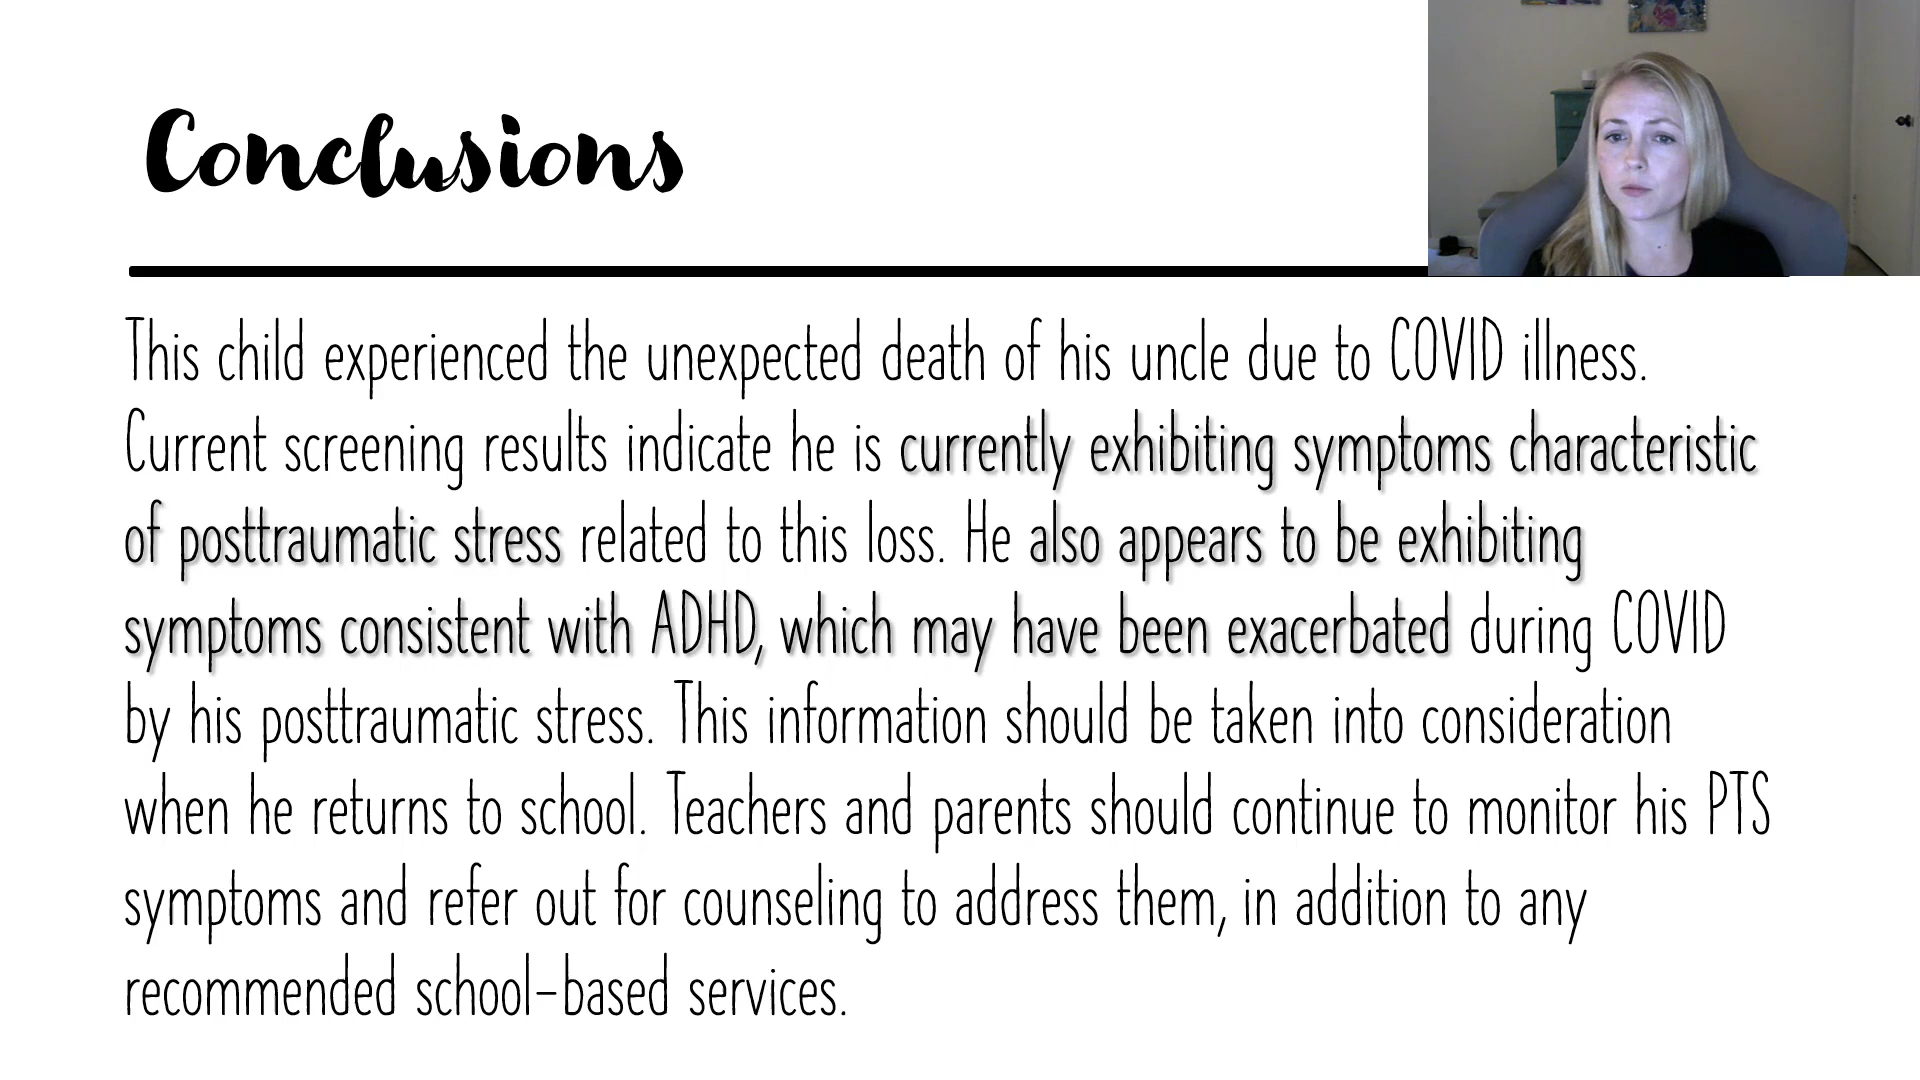 Conclusions
This child experienced the unexpected death of his uncle due to COVID illness.
Current screening results indicate he is currently exhibiting symptoms characteristic
of posttraumatic stress related to this loss. He also appears to be exhibiting
symptoms consistent with ADHD, which may have been exacerbated during COVID
by his posttraumatic stress. This information should be taken into consideration
when he returns to school. Teachers and parents should continue to monitor his PTS
symptoms and refer out for counseling to address them, in addition to any
recommended school-based services.